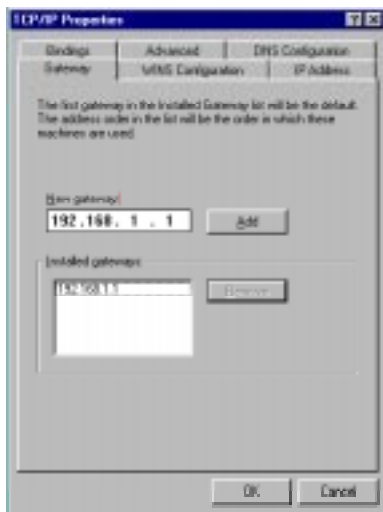 TCP/IP Properties
Bindings Advanced DNS Configuration
Gateway WINS Configuration IP Address
The first gateway in the Installed Gateway list will be the default.
The address order in the list will be the order in which these
machines are used.
New gateway:
192.168. 1 . 1 Add
Installed gateways:
192.168.1.1 Remove
OK Cancel